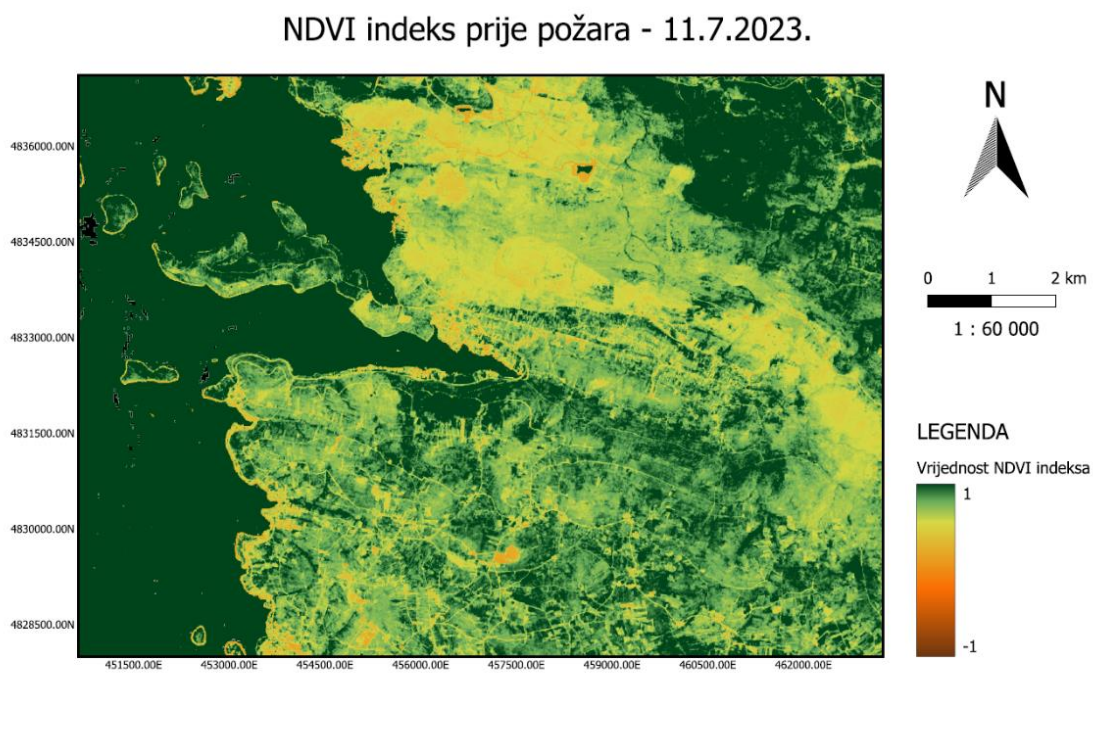 NDVI indeks prije požara - 11.7.2023.
N
4836000.00N
4834500.00N
4833000.00N
4831500.00N
4830000.00N
4828500.00N
451500.00E 453000.00E 454500.00E 456000.00E 457500.00E 459000.00E 460500.00E 462000.00E
0 1 2 km
1 : 60 000
LEGENDA
Vrijednost NDVI indeksa
1
-1